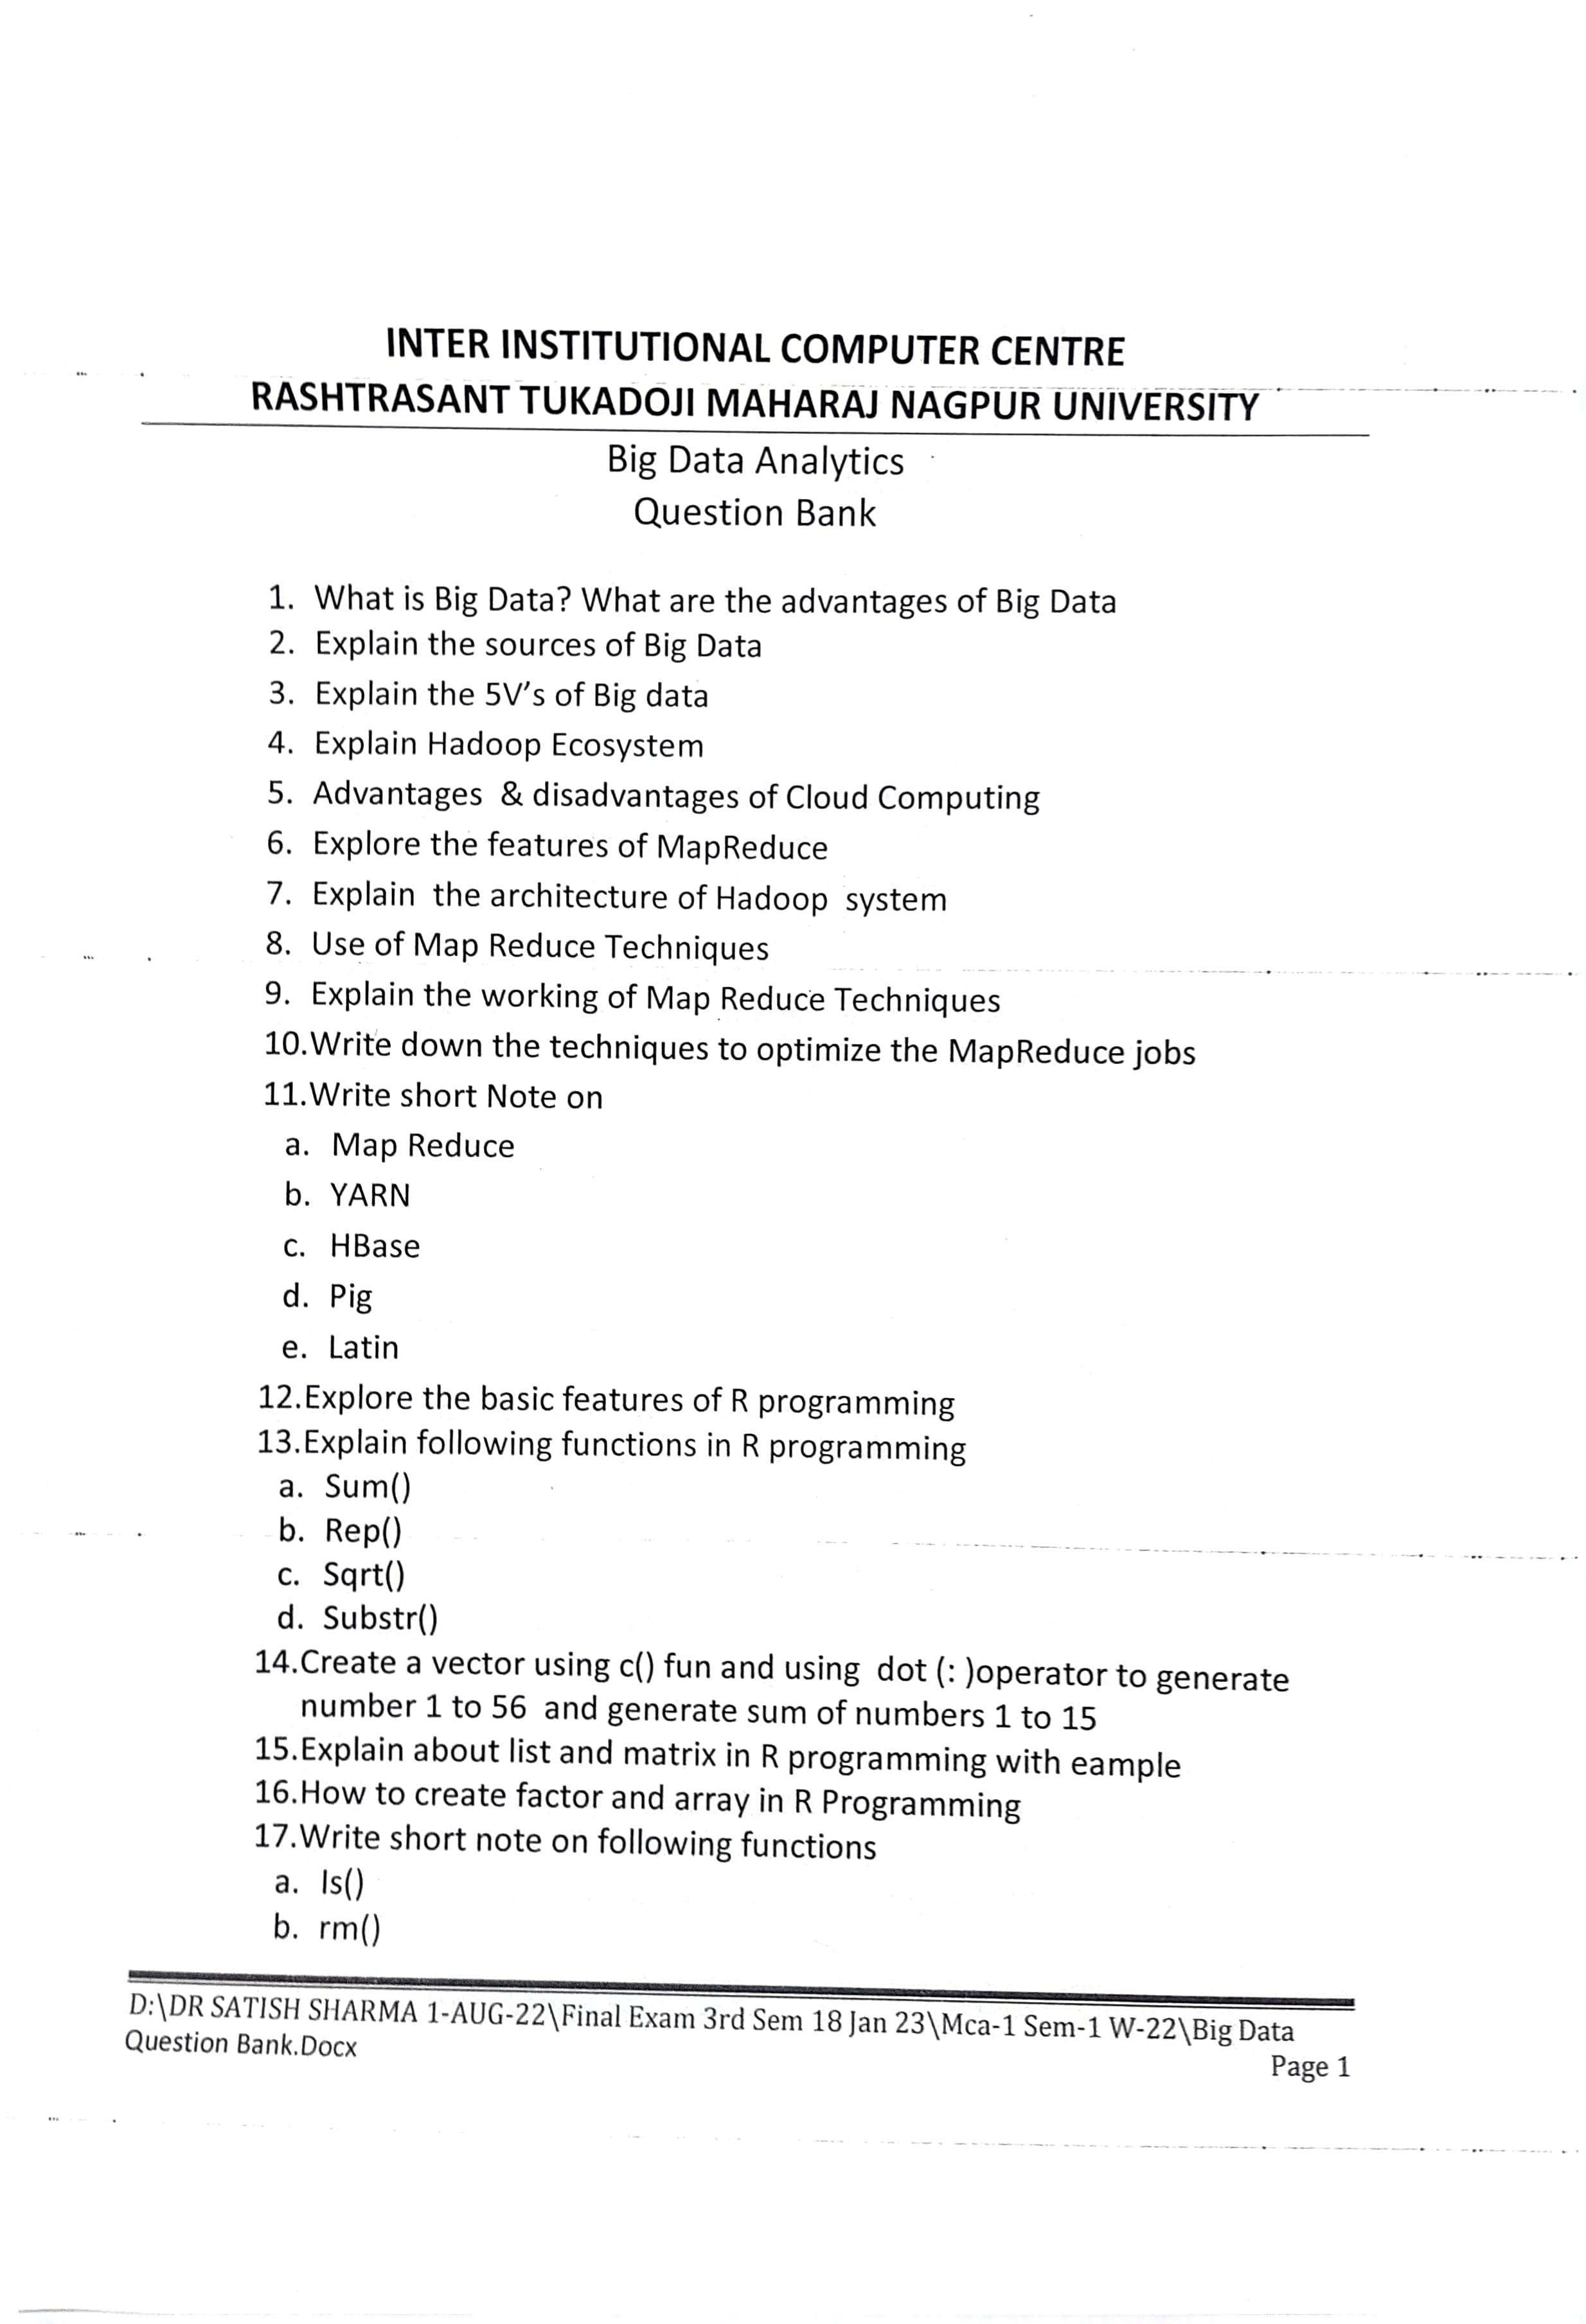 INTER INSTITUTIONAL COMPUTER CENTRE
RASHTRASANT TUKADOJI MAHARAJ NAGPUR UNIVERSITY
Big Data Analytics
Question Bank
1. What is Big Data? What are the advantages of Big Data
2. Explain the sources of Big Data
3. Explain the 5V's of Big data
4. Explain Hadoop Ecosystem
5. Advantages & disadvantages of Cloud Computing
6. Explore the features of MapReduce
7. Explain the architecture of Hadoop system
8. Use of Map Reduce Techniques
9. Explain the working of Map Reduce Techniques
10.Write down the techniques to optimize the MapReduce jobs
11.Write short Note on
a. Map Reduce
b. YARN
c. HBase
d. Pig
e. Latin
12.Explore the basic features of R programming
13.Explain following functions in R programming
a. Sum()
b. Rep()
c. Sqrt()
d. Substr()
14.Create a vector using c() fun and using dot (: )operator to generate
number 1 to 56 and generate sum of numbers 1 to 15
15.Explain about list and matrix in R programming with eample
16.How to create factor and array in R Programming
17.Write short note on following functions
a. ls()
b. rm()
D:\DR SATISH SHARMA 1-AUG-22\Final Exam 3rd Sem 18 Jan 23\Mca-1 Sem-1 W-22\Big Data
Question Bank.Docx
Page 1